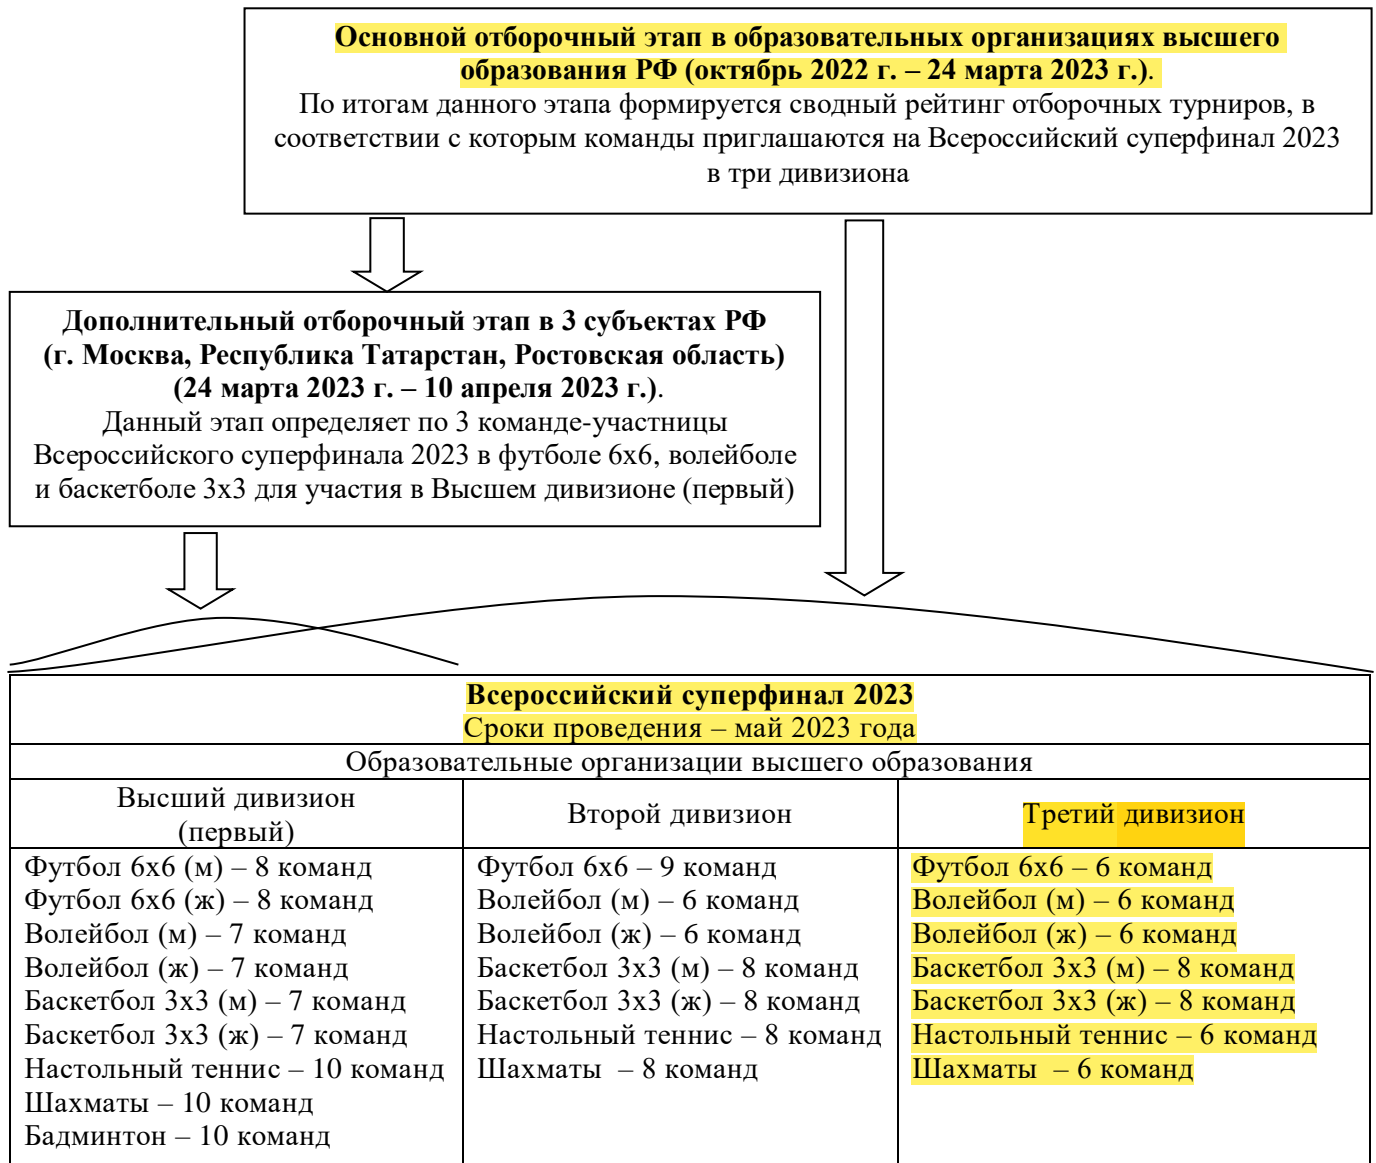 Основной отборочный этап в образовательных организациях высшего
образования РФ (октябрь 2022 г. – 24 марта 2023 г.).
По итогам данного этапа формируется сводный рейтинг отборочных турниров, в
соответствии с которым команды приглашаются на Всероссийский суперфинал 2023
в три дивизиона
Дополнительный отборочный этап в 3 субъектах РФ
(г. Москва, Республика Татарстан, Ростовская область)
(24 марта 2023 г. – 10 апреля 2023 г.).
Данный этап определяет по 3 команде-участницы
Всероссийского суперфинала 2023 в футболе 6х6, волейболе
и баскетболе 3х3 для участия в Высшем дивизионе (первый)
Всероссийский суперфинал 2023
Сроки проведения – май 2023 года
Образовательные организации высшего образования
Высший дивизион
(первый)
Футбол 6х6 (м) – 8 команд
Футбол 6х6 (ж) – 8 команд
Волейбол (м) – 7 команд
Волейбол (ж) – 7 команд
Баскетбол 3х3 (м) – 7 команд
Баскетбол 3х3 (ж) – 7 команд
Настольный теннис – 10 команд
Шахматы – 10 команд
Бадминтон – 10 команд
Второй дивизион
Футбол 6х6 – 9 команд
Волейбол (м) – 6 команд
Волейбол (ж) – 6 команд
Баскетбол 3х3 (м) – 8 команд
Баскетбол 3х3 (ж) – 8 команд
Настольный теннис – 8 команд
Шахматы – 8 команд
Третий дивизион
Футбол 6х6 – 6 команд
Волейбол (м) – 6 команд
Волейбол (ж) – 6 команд
Баскетбол 3х3 (м) – 8 команд
Баскетбол 3х3 (ж) – 8 команд
Настольный теннис – 6 команд
Шахматы – 6 команд